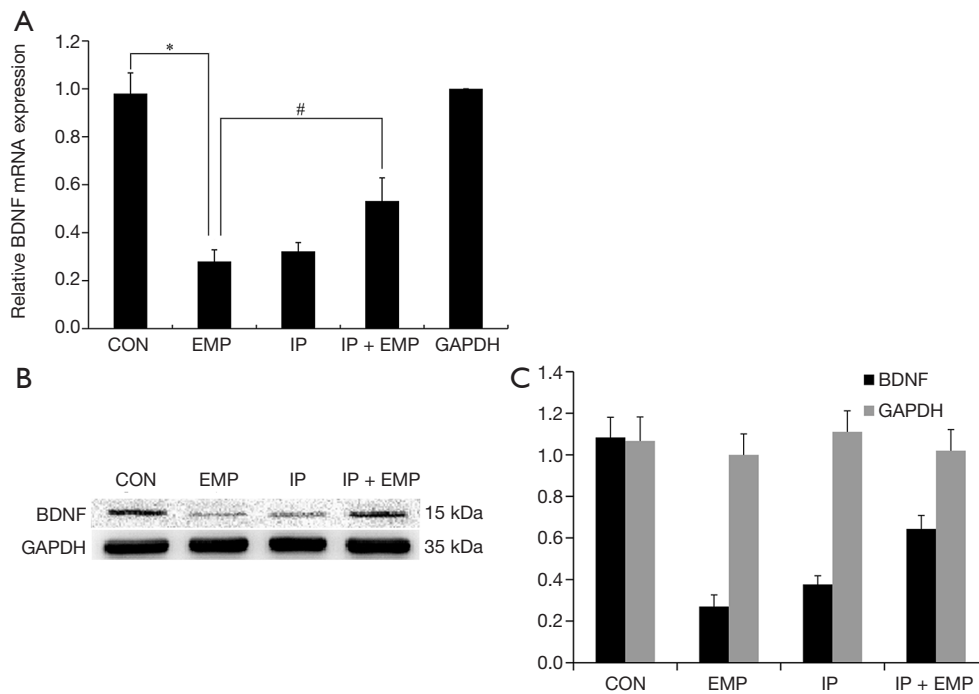 A
Relative BDNF mRNA expression
1.2
1.0
0.8
0.6
0.4
0.2
0.0
*
#
CON EMP IP IP + EMP GAPDH
B
CON EMP IP IP + EMP
BDNF 15 kDa
GAPDH 35 kDa
C
BDNF
GAPDH
1.4
1.2
1.0
0.8
0.6
0.4
0.2
0.0
CON EMP IP IP + EMP